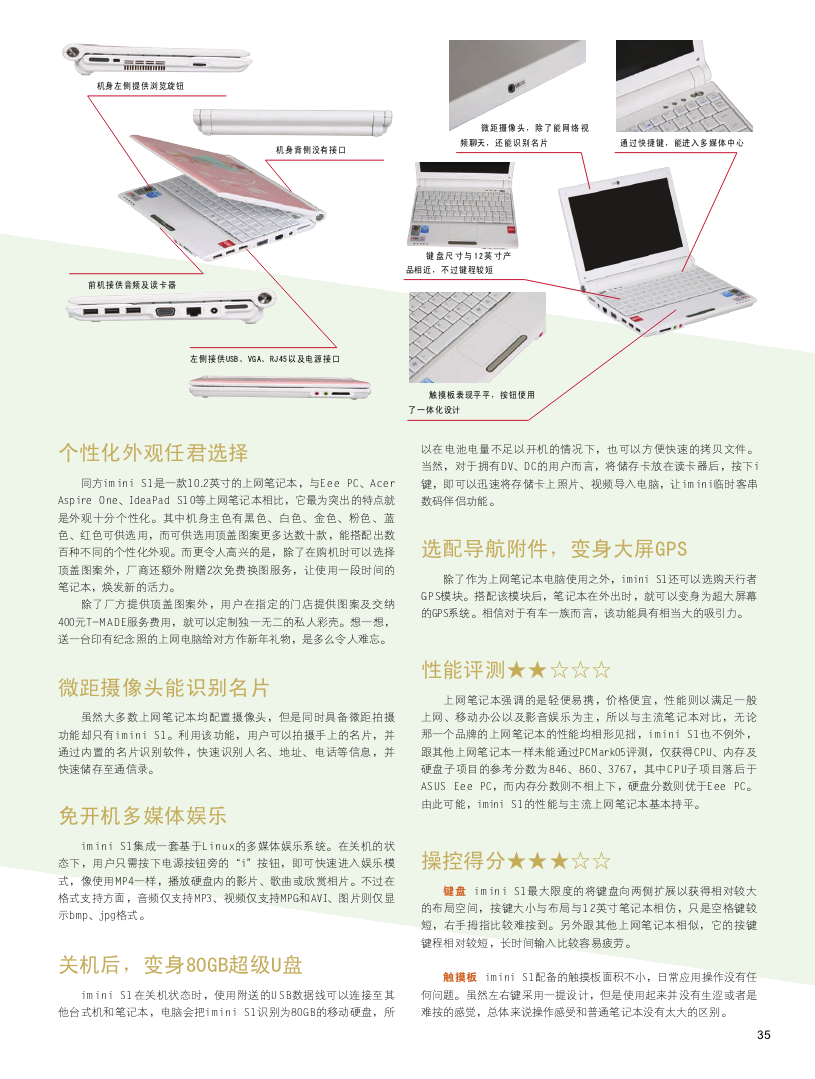 机身左侧提供浏览旋钮
机身背侧没有接口
前机接供音频及读卡器
左侧接供USB、VGA、RJ45以及电源接口
微距摄像头，除了能网络视
频聊天，还能识别名片
通过快捷键，能进入多媒体中心
键盘尺寸与12英寸产
品相近，不过键程较短
触摸板表现平平，按钮使用
了一体化设计
个性化外观任君选择
同方imini S1是一款10.2英寸的上网笔记本，与Eee PC、Acer
Aspire One、IdeaPad S10等上网笔记本相比，它最为突出的特点就
是外观十分个性化。其中机身主色有黑色、白色、金色、粉色、蓝
色、红色可供选用，而可供选用顶盖图案更多达数十款，能搭配出数
百种不同的个性化外观。而更令人高兴的是，除了在购机时可以选择
顶盖图案外，厂商还额外附赠2次免费换图服务，让使用一段时间的
笔记本，焕发新的活力。
除了厂方提供顶盖图案外，用户在指定的门店提供图案及交纳
400元T-MADE服务费用，就可以定制独一无二的私人彩壳。想一想，
送一台印有纪念照的上网电脑给对方作新年礼物，是多么令人难忘。
微距摄像头能识别名片
虽然大多数上网笔记本均配置摄像头，但是同时具备微距拍摄
功能却只有imini S1。利用该功能，用户可以拍摄手上的名片，并
通过内置的名片识别软件，快速识别人名、地址、电话等信息，并
快速储存至通信录。
免开机多媒体娱乐
imini S1集成一套基于Linux的多媒体娱乐系统。在关机的状
态下，用户只需按下电源按钮旁的“i”按钮，即可快速进入娱乐模
式，像使用MP4一样，播放硬盘内的影片、歌曲或欣赏相片。不过在
格式支持方面，音频仅支持MP3、视频仅支持MPG和AVI、图片则仅显
示bmp、jpg格式。
关机后，变身80GB超级U盘
imini S1在关机状态时，使用附送的USB数据线可以连接至其
他台式机和笔记本，电脑会把imini S1识别为80GB的移动硬盘，所
以在电池电量不足以开机的情况下，也可以方便快速的拷贝文件。
当然，对于拥有DV、DC的用户而言，将储存卡放在读卡器后，按下i
键，即可以迅速将存储卡上照片、视频导入电脑，让imini临时客串
数码伴侣功能。
选配导航附件，变身大屏GPS
除了作为上网笔记本电脑使用之外，imini S1还可以选购天行者
GPS模块。搭配该模块后，笔记本在外出时，就可以变身为超大屏幕
的GPS系统。相信对于有车一族而言，该功能具有相当大的吸引力。
性能评测★★☆☆☆
上网笔记本强调的是轻便易携，价格便宜，性能则以满足一般
上网、移动办公以及影音娱乐为主，所以与主流笔记本对比，无论
那一个品牌的上网笔记本的性能均相形见拙，imini S1也不例外，
跟其他上网笔记本一样未能通过PCMark05评测，仅获得CPU、内存及
硬盘子项目的参考分数为846、860、3767，其中CPU子项目落后于
ASUS Eee PC，而内存分数则不相上下，硬盘分数则优于Eee PC。
由此可能，imini S1的性能与主流上网笔记本基本持平。
操控得分★★★☆☆
键盘 imini S1最大限度的将键盘向两侧扩展以获得相对较大
的布局空间，按键大小与布局与12英寸笔记本相仿，只是空格键较
短，右手拇指比较难接到。另外跟其他上网笔记本相似，它的按键
键程相对较短，长时间输入比较容易疲劳。
触摸板 imini S1配备的触摸板面积不小，日常应用操作没有任
何问题。虽然左右键采用一提设计，但是使用起来并没有生涩或者是
难按的感觉，总体来说操作感受和普通笔记本没有太大的区别。
35